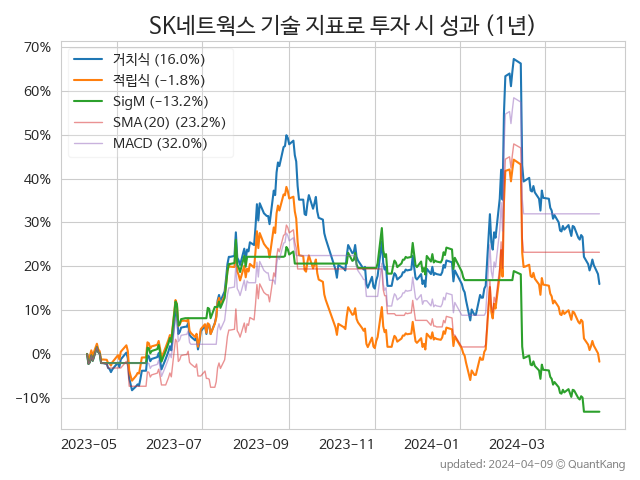 SK네트웍스 기술 지표로 투자 시 성과 (1년)
70%
60%
50%
40%
30%
20%
10%
0%
−10%
거치식 (16.0%)
적립식 (−1.8%)
SigM (−13.2%)
SMA(20) (23.2%)
MACD (32.0%)
2023-05
2023-07
2023-09
2023-11
2024-01
2024-03
updated: 2024-04-09 © QuantKang